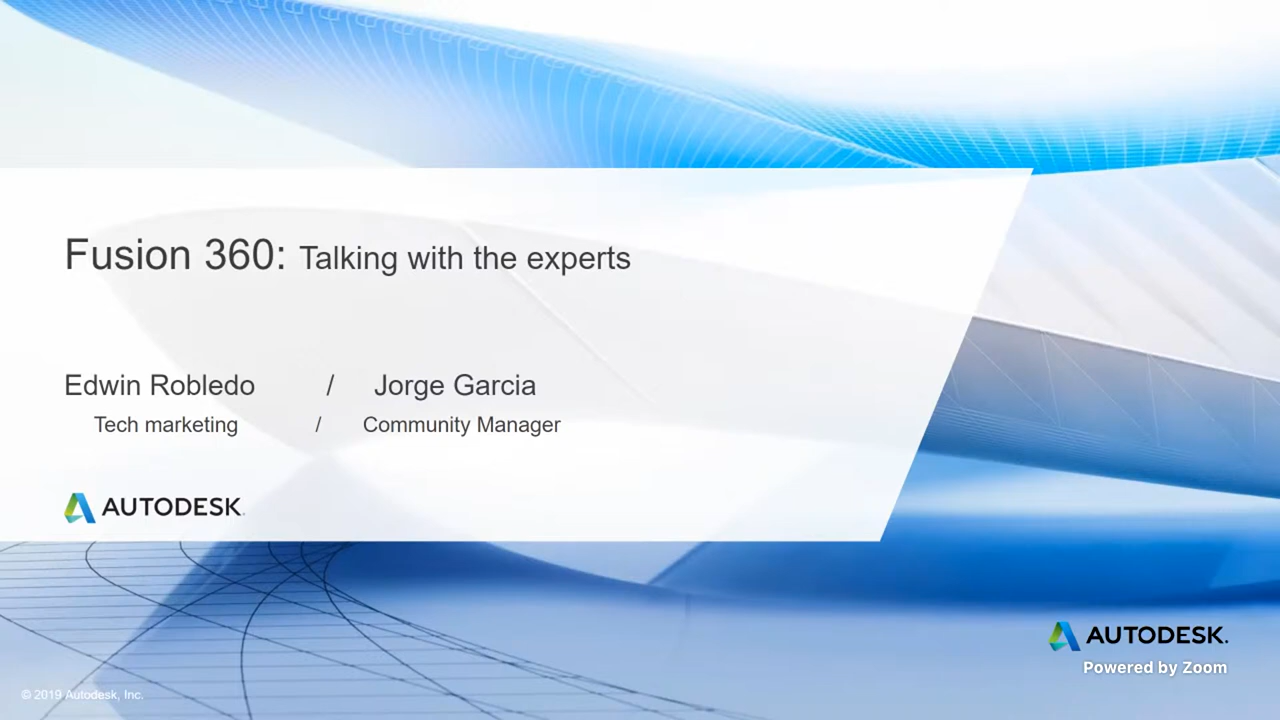 Fusion 360: Talking with the experts
Edwin Robledo / Jorge Garcia
Tech marketing / Community Manager
AUTODESK.
AUTODESK.
Powered by Zoom
© 2019 Autodesk, Inc.